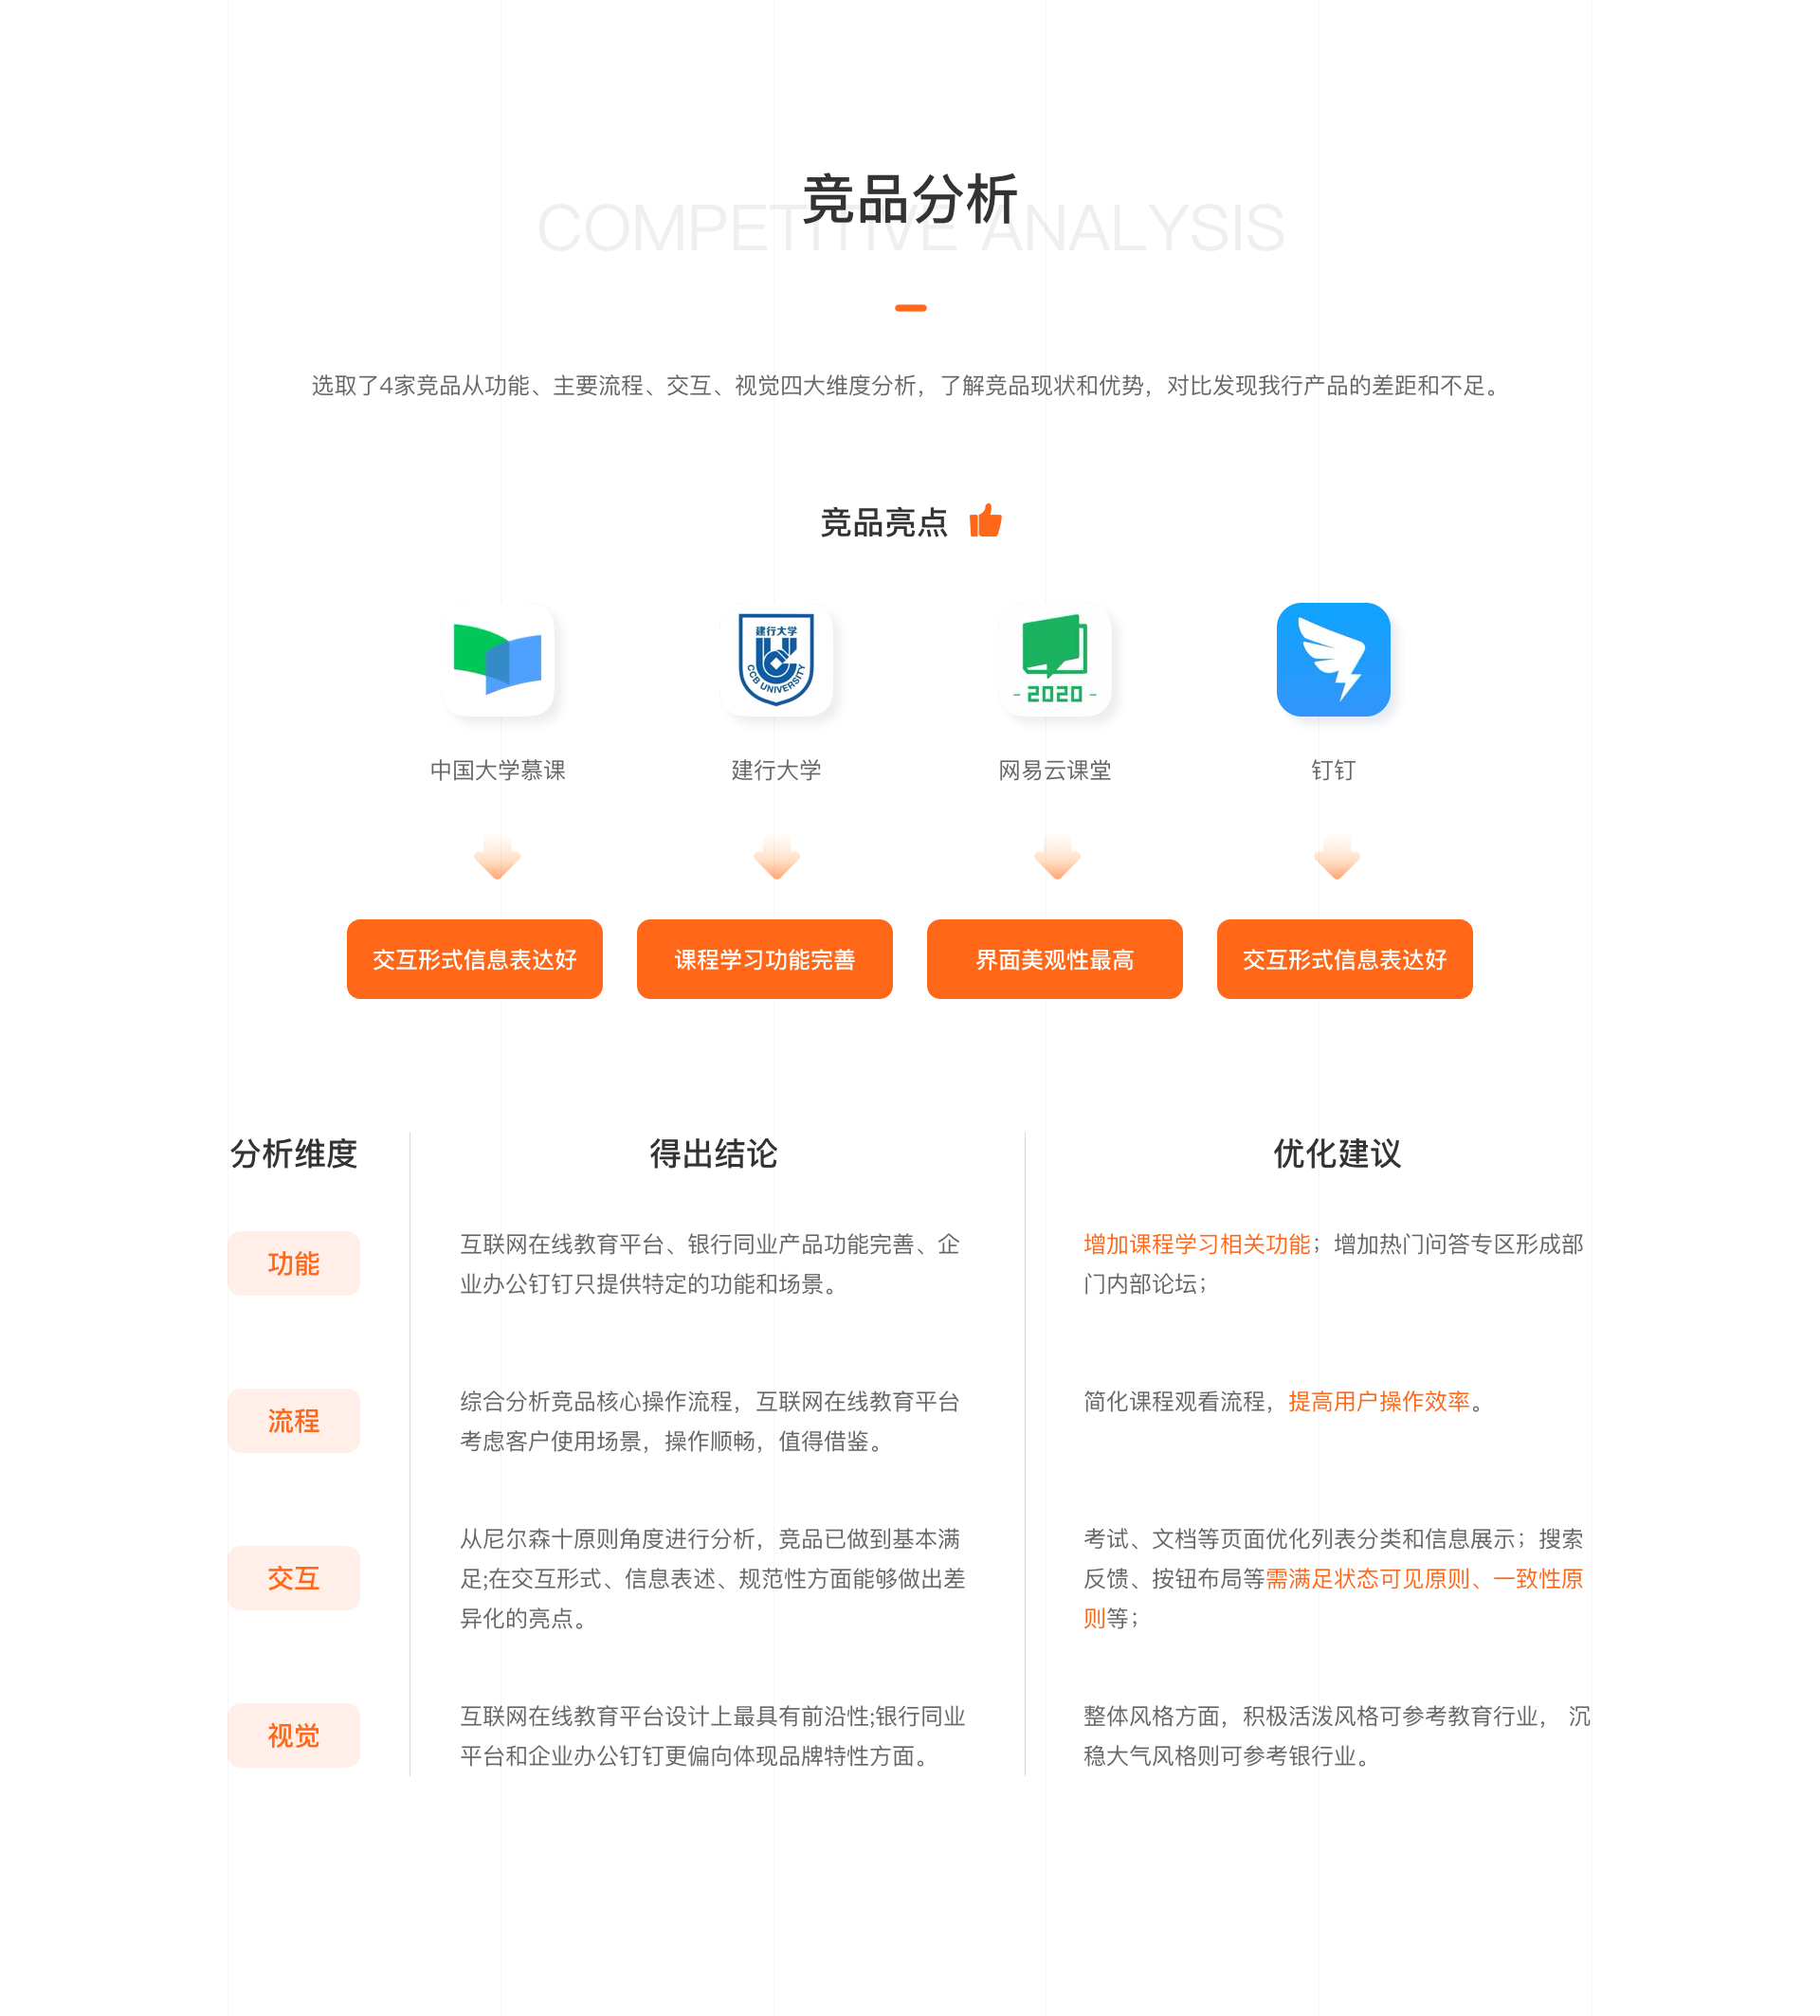 竞品分析
COMPETITIVE ANALYSIS
选取了4家竞品从功能、主要流程、交互、视觉四大维度分析，了解竞品现状和优势，对比发现我行产品的差距和不足。
竞品亮点
建行大学
CCB UNIVERSITY
- 2020 -
中国大学慕课
建行大学
网易云课堂
钉钉
交互形式信息表达好
课程学习功能完善
界面美观性最高
交互形式信息表达好
分析维度
得出结论
优化建议
功能
互联网在线教育平台、银行同业产品功能完善、企
业办公钉钉只提供特定的功能和场景。
增加课程学习相关功能；增加热门问答专区形成部
门内部论坛；
流程
综合分析竞品核心操作流程，互联网在线教育平台
考虑客户使用场景，操作顺畅，值得借鉴。
简化课程观看流程，提高用户操作效率。
交互
从尼尔森十原则角度进行分析，竞品已做到基本满
足;在交互形式、信息表述、规范性方面能够做出差
异化的亮点。
考试、文档等页面优化列表分类和信息展示；搜索
反馈、按钮布局等需满足状态可见原则、一致性原
则等；
视觉
互联网在线教育平台设计上最具有前沿性;银行同业
平台和企业办公钉钉更偏向体现品牌特性方面。
整体风格方面，积极活泼风格可参考教育行业， 沉
稳大气风格则可参考银行业。